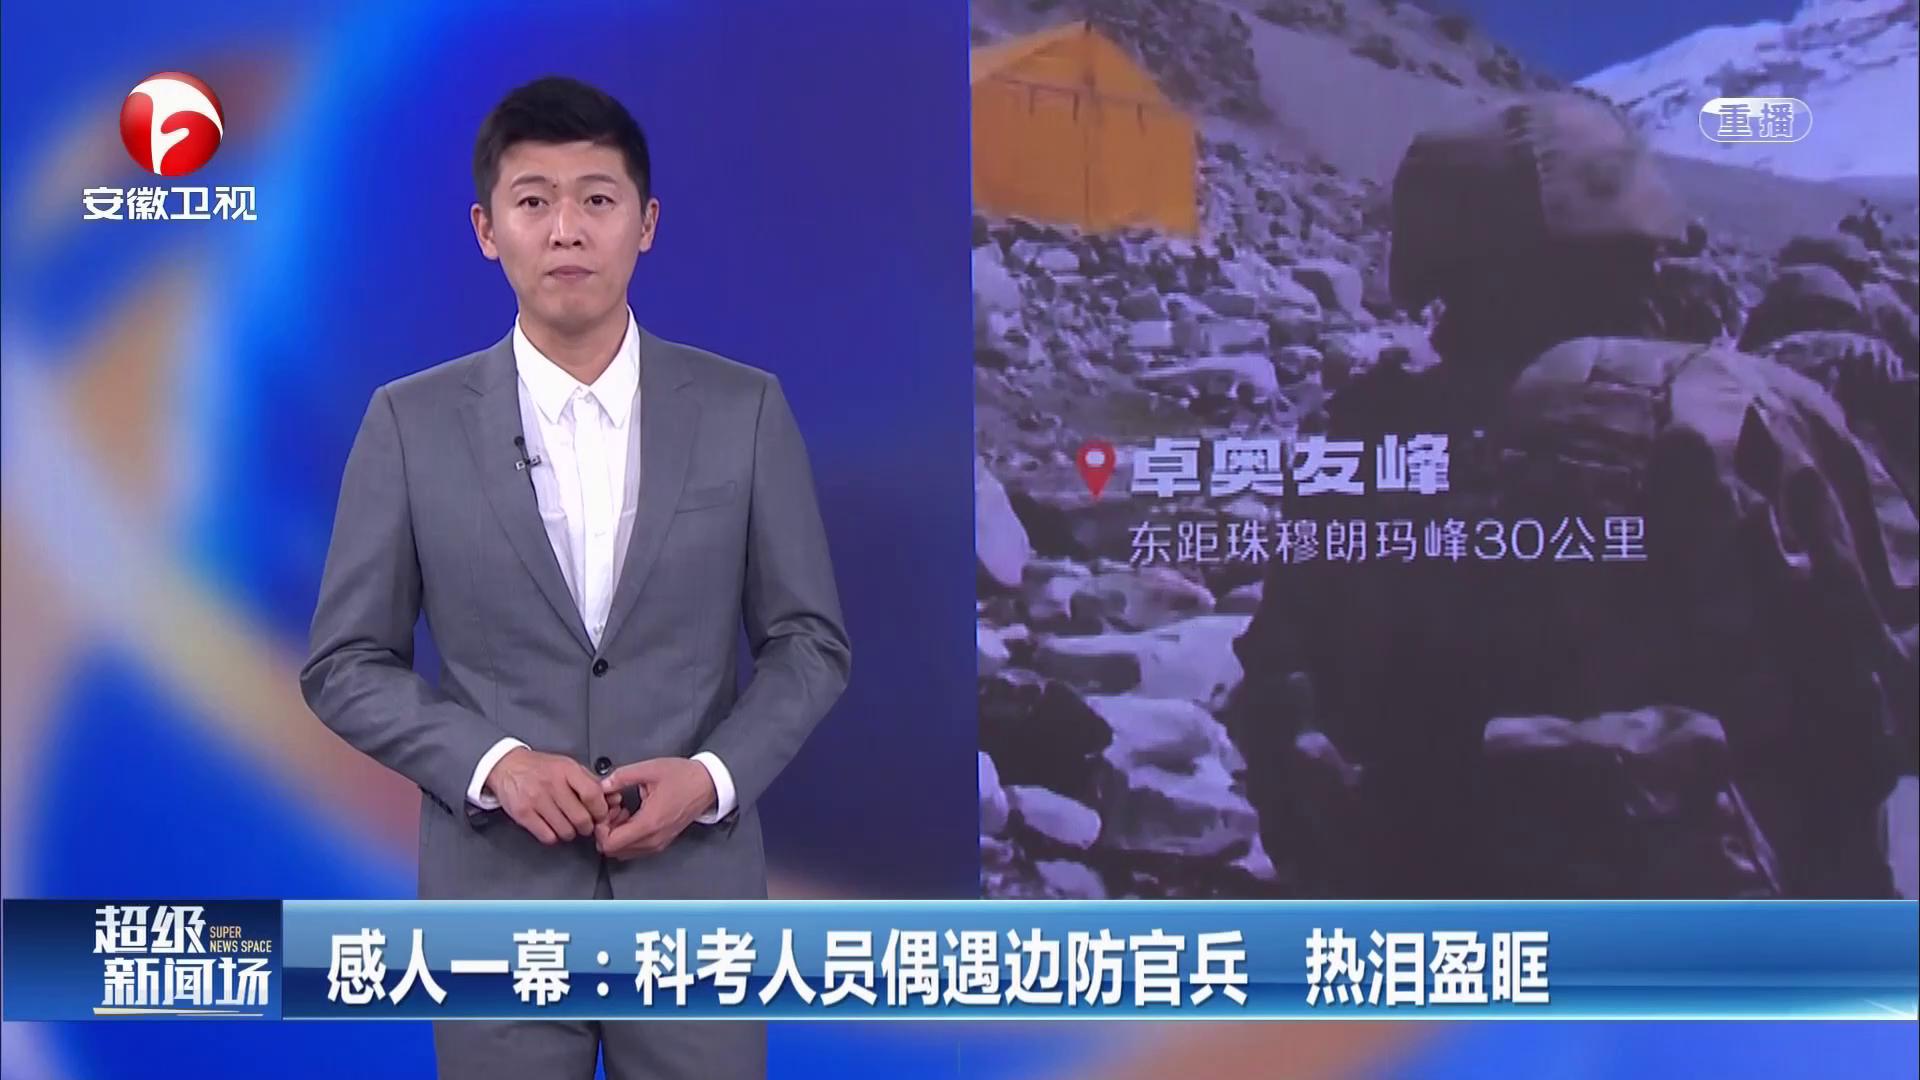 安徽卫视
重播
卓奥友峰
东距珠穆朗玛峰30公里
超级新闻场
SUPER
NEWS SPACE
感人一幕：科考人员偶遇边防官兵 热泪盈眶